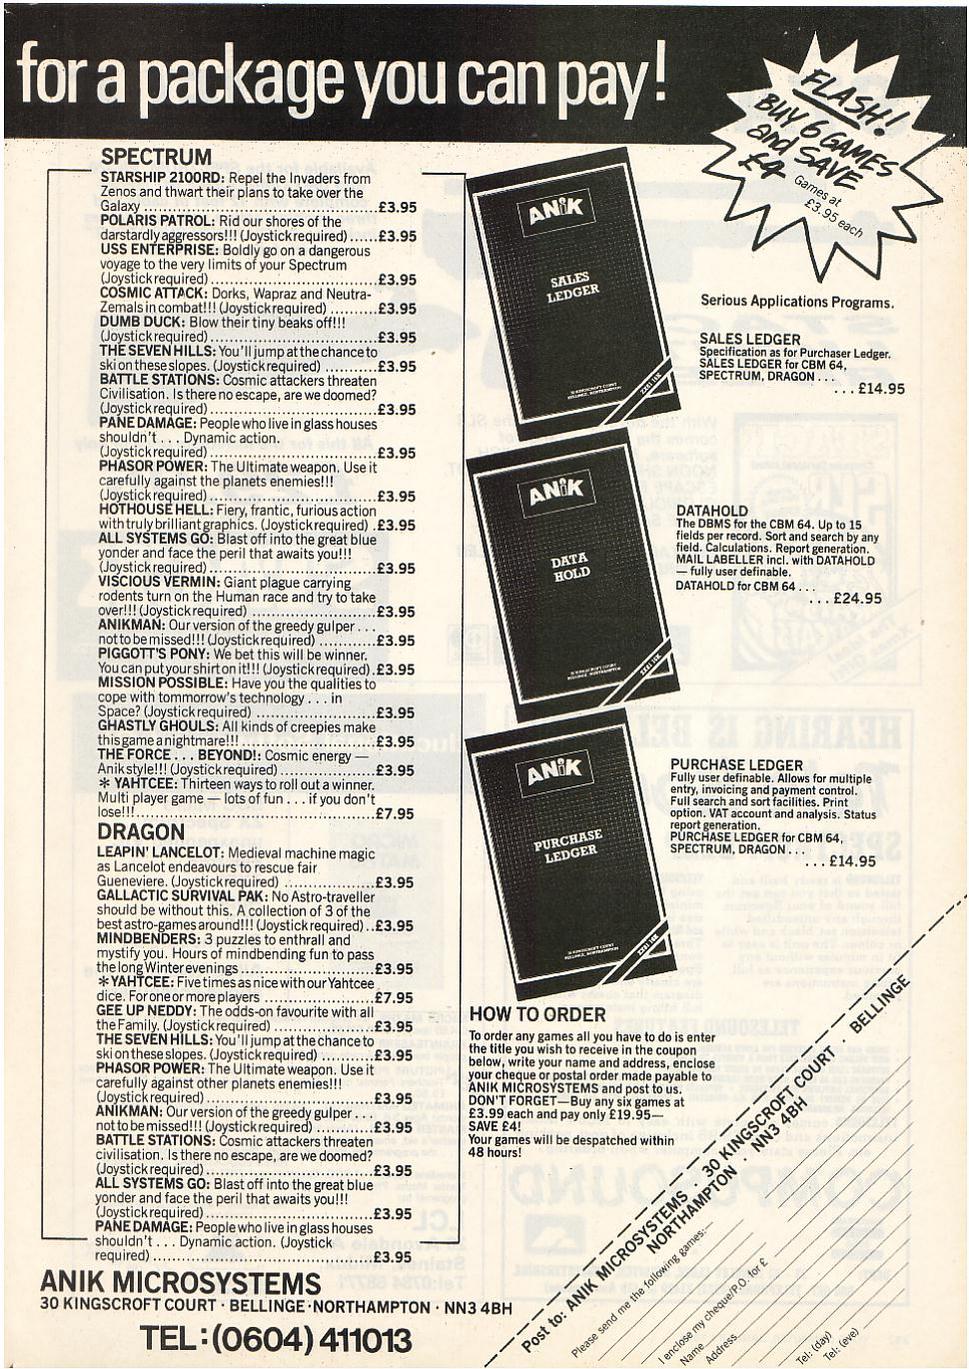 for a package you can pay!
FLASH!
BUY 6 GAMES
and SAVE
£4
Games at
£3.95 each
SPECTRUM
STARSHIP 2100RD: Repel the Invaders from
Zenos and thwart their plans to take over the
Galaxy ........ £3.95
POLARIS PATROL: Rid our shores of the
darstardly aggressors!!! (Joystick required) ...... £3.95
USS ENTERPRISE: Boldly go on a dangerous
voyage to the very limits of your Spectrum
(Joystick required) ........ £3.95
COSMIC ATTACK: Dorks, Wapraz and Neutra-
Zemals in combat!!! (Joystick required) ........ £3.95
DUMB DUCK: Blow their tiny beaks off!!!
(Joystick required) ........ £3.95
THE SEVEN HILLS: You'll jump at the chance to
ski on these slopes. (Joystick required) ........ £3.95
BATTLE STATIONS: Cosmic attackers threaten
Civilisation. Is there no escape, are we doomed?
(Joystick required) ........ £3.95
PANE DAMAGE: People who live in glass houses
shouldn't . . . Dynamic action.
(Joystick required) ........ £3.95
PHASOR POWER: The Ultimate weapon. Use it
carefully against the planets enemies!!!
(Joystick required) ........ £3.95
HOTHOUSE HELL: Fiery, frantic, furious action
with truly brilliant graphics. (Joystick required) . £3.95
ALL SYSTEMS GO: Blast off into the great blue
yonder and face the peril that awaits you!!!
(Joystick required) ........ £3.95
VISCIOUS VERMIN: Giant plague carrying
rodents turn on the Human race and try to take
over!!! (Joystick required) ........ £3.95
ANIKMAN: Our version of the greedy gulper . . .
not to be missed!!! (Joystick required) ........ £3.95
PIGGOTT'S PONY: We bet this will be winner.
You can put your shirt on it!!! (Joystick required) . £3.95
MISSION POSSIBLE: Have you the qualities to
cope with tommorrow's technology . . . in
Space? (Joystick required) ........ £3.95
GHASTLY GHOULS: All kinds of creepies make
this game a nightmare!!! ........ £3.95
THE FORCE . . . BEYOND!: Cosmic energy —
Anik style!!! (Joystick required) ........ £3.95
* YAHTCEE: Thirteen ways to roll out a winner.
Multi player game — lots of fun . . . if you don't
lose!!! ........ £7.95
DRAGON
LEAPIN' LANCELOT: Medieval machine magic
as Lancelot endeavours to rescue fair
Gueneviere. (Joystick required) ........ £3.95
GALLACTIC SURVIVAL PAK: No Astro-traveller
should be without this. A collection of 3 of the
best astro-games around!!! (Joystick required) .. £3.95
MINDBENDERS: 3 puzzles to enthrall and
mystify you. Hours of mindbending fun to pass
the long Winter evenings ........ £3.95
* YAHTCEE: Five times as nice with our Yahtcee
dice. For one or more players ........ £7.95
GEE UP NEDDY: The odds-on favourite with all
the Family. (Joystick required) ........ £3.95
THE SEVEN HILLS: You'll jump at the chance to
ski on these slopes. (Joystick required) ........ £3.95
PHASOR POWER: The Ultimate weapon. Use it
carefully against other planets enemies!!!
(Joystick required) ........ £3.95
ANIKMAN: Our version of the greedy gulper . . .
not to be missed!!! (Joystick required) ........ £3.95
BATTLE STATIONS: Cosmic attackers threaten
civilisation. Is there no escape, are we doomed?
(Joystick required) ........ £3.95
ALL SYSTEMS GO: Blast off into the great blue
yonder and face the peril that awaits you!!!
(Joystick required) ........ £3.95
PANE DAMAGE: People who live in glass houses
shouldn't . . . Dynamic action. (Joystick
required) ........ £3.95
ANiK
SALES
LEDGER
30 KINGSCROFT COURT
BELLINGE, NORTHAMPTON
Serious Applications Programs.
SALES LEDGER
Specification as for Purchaser Ledger.
SALES LEDGER for CBM 64,
SPECTRUM, DRAGON . . .
. . . £14.95
ANiK
DATA
HOLD
30 KINGSCROFT COURT
BELLINGE, NORTHAMPTON
DATAHOLD
The DBMS for the CBM 64. Up to 15
fields per record. Sort and search by any
field. Calculations. Report generation.
MAIL LABELLER incl. with DATAHOLD
— fully user definable.
DATAHOLD for CBM 64 . . .
. . . £24.95
ANiK
PURCHASE
LEDGER
30 KINGSCROFT COURT
BELLINGE, NORTHAMPTON
PURCHASE LEDGER
Fully user definable. Allows for multiple
entry, invoicing and payment control.
Full search and sort facilities. Print
option. VAT account and analysis. Status
report generation.
PURCHASE LEDGER for CBM 64,
SPECTRUM, DRAGON . . .
. . . £14.95
HOW TO ORDER
To order any games all you have to do is enter
the title you wish to receive in the coupon
below, write your name and address, enclose
your cheque or postal order made payable to
ANIK MICROSYSTEMS and post to us.
DON'T FORGET—Buy any six games at
£3.99 each and pay only £19.95—
SAVE £4!
Your games will be despatched within
48 hours!
Post to: ANIK MICROSYSTEMS · 30 KINGSCROFT COURT · BELLINGE
NORTHAMPTON · NN3 4BH
Please send me the following games:—
I enclose my cheque/P.O. for £
Name
Address
Tel: (day)
Tel: (eve)
ANIK MICROSYSTEMS
30 KINGSCROFT COURT · BELLINGE · NORTHAMPTON · NN3 4BH
TEL: (0604) 411013